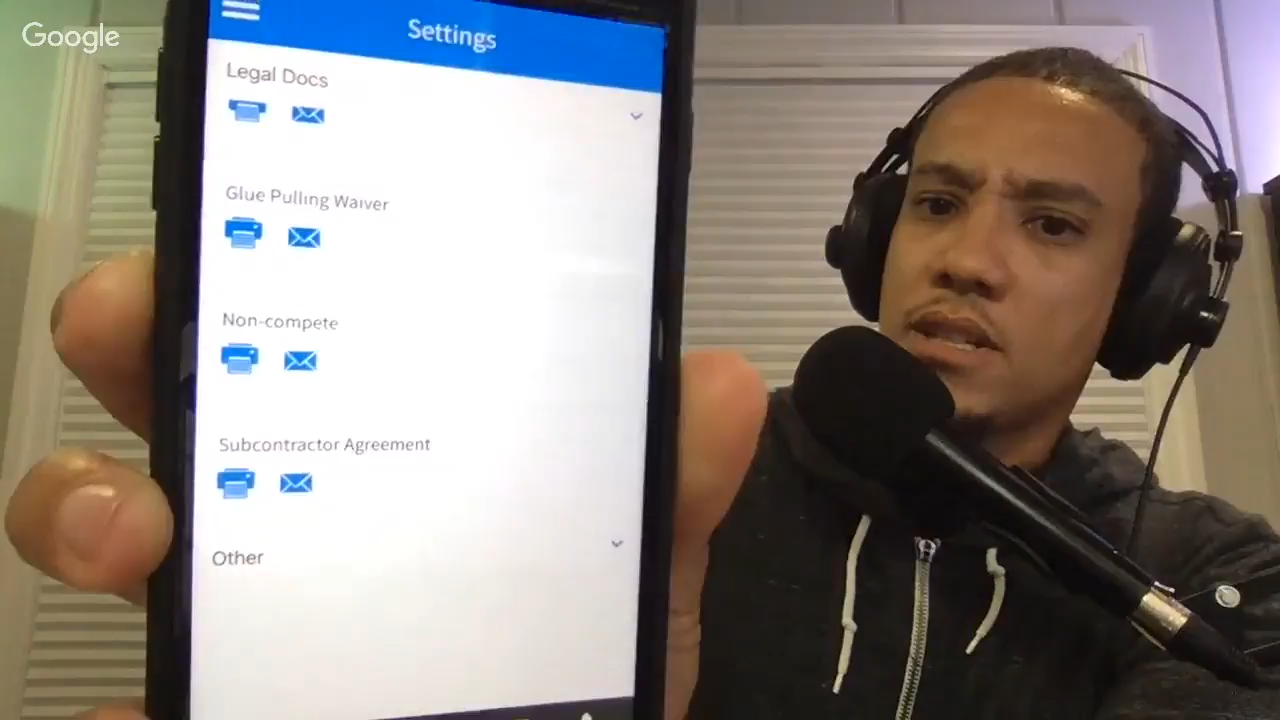 Google
Settings
Legal Docs
Glue Pulling Waiver
Non-compete
Subcontractor Agreement
Other